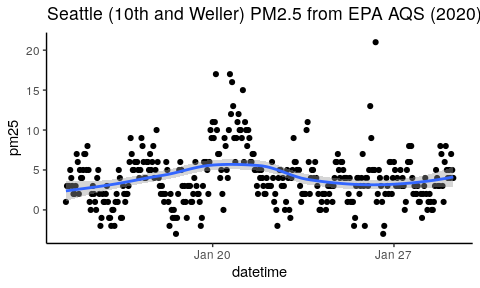 Seattle (10th and Weller) PM2.5 from EPA AQS (2020)
20
15
10
5
0
pm25
Jan 20 Jan 27
datetime